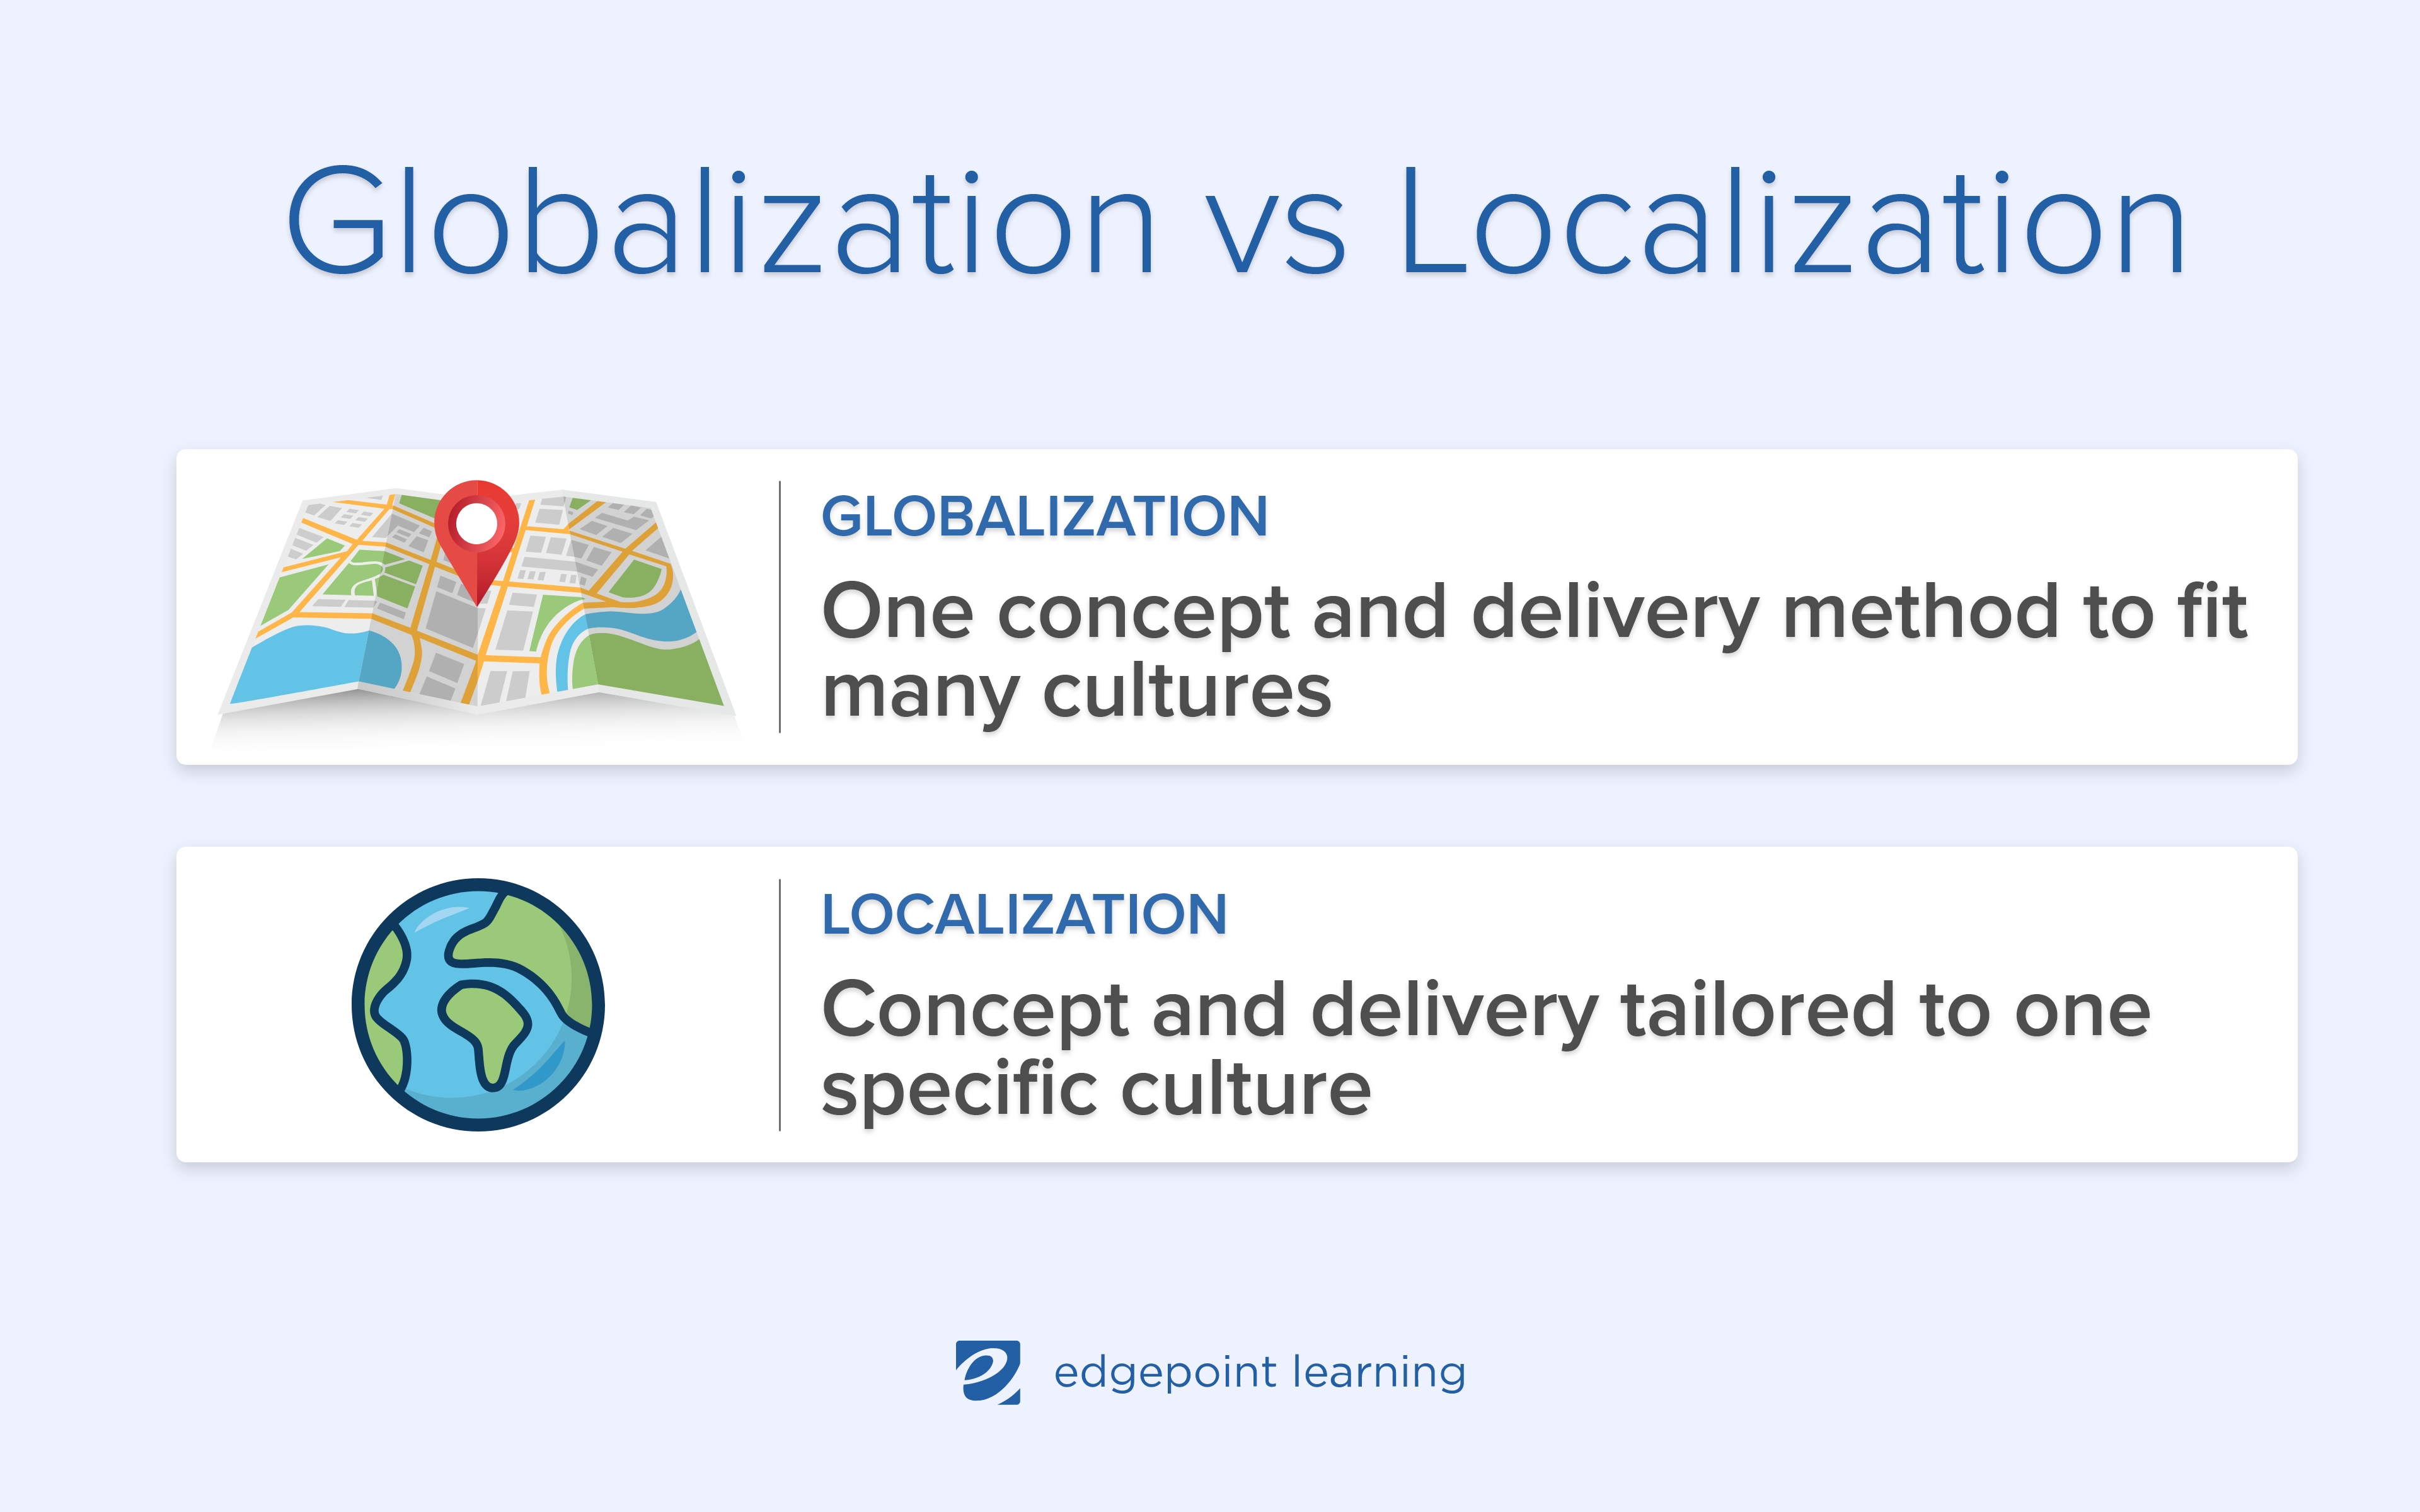 Globalization vs Localization
GLOBALIZATION
One concept and delivery method to fit
many cultures
LOCALIZATION
Concept and delivery tailored to one
specific culture
edgepoint learning